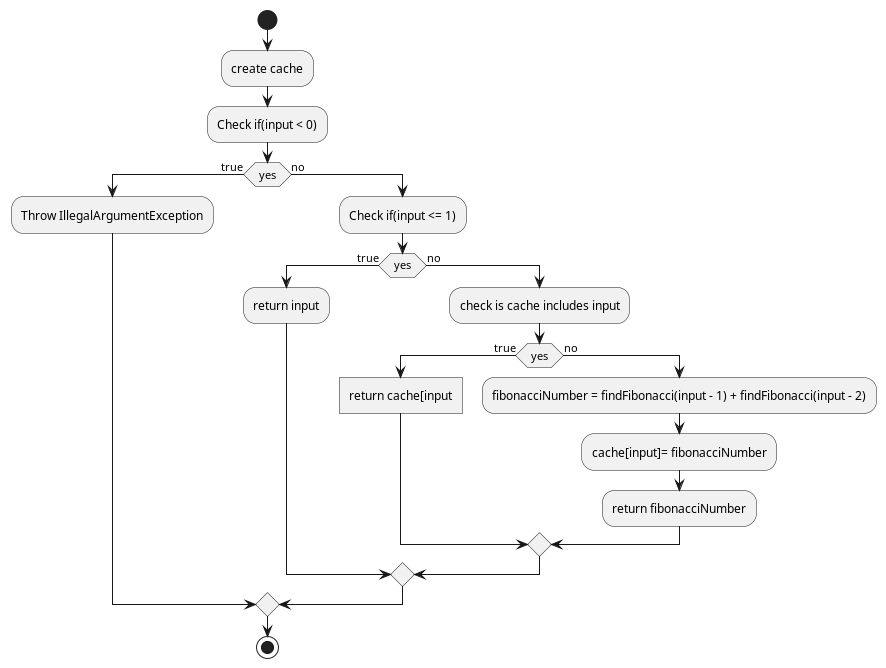 create cache
Check if(input < 0)
true
yes
no
Throw IllegalArgumentException
Check if(input <= 1)
true
yes
no
return input
check is cache includes input
true
yes
no
return cache[input
fibonacciNumber = findFibonacci(input - 1) + findFibonacci(input - 2)
cache[input]= fibonacciNumber
return fibonacciNumber